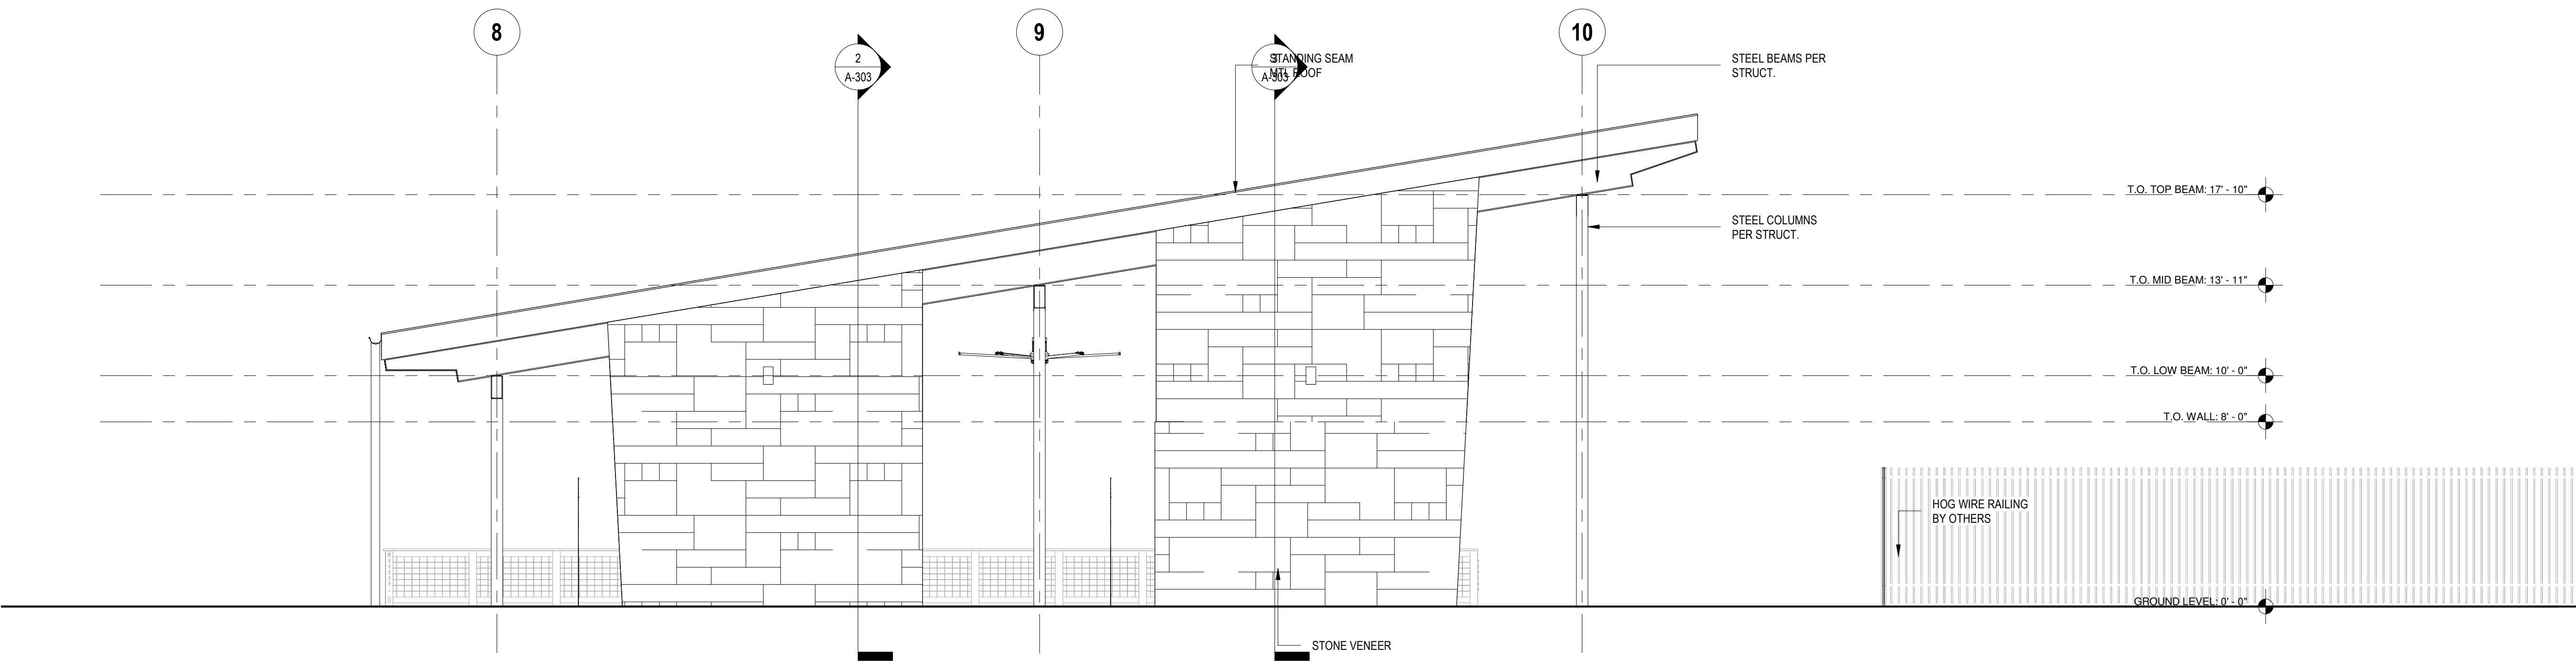 8
9
10
2
A-303
3
A-303
STANDING SEAM
MTL ROOF
STEEL BEAMS PER
STRUCT.
T.O. TOP BEAM: 17' - 10"
STEEL COLUMNS
PER STRUCT.
T.O. MID BEAM: 13' - 11"
T.O. LOW BEAM: 10' - 0"
T.O. WALL: 8' - 0"
HOG WIRE RAILING
BY OTHERS
GROUND LEVEL: 0' - 0"
STONE VENEER